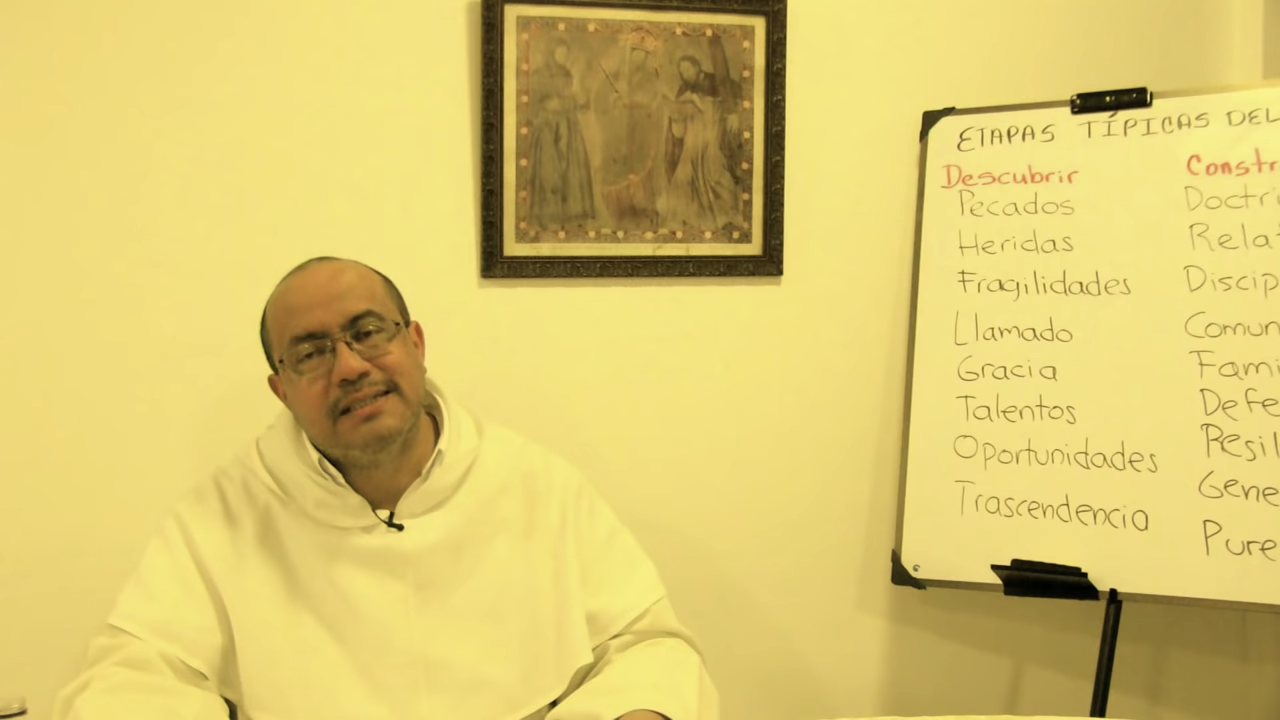 ETAPAS TÍPICAS DEL
Descubrir
Pecados
Heridas
Fragilidades
Llamado
Gracia
Talentos
Oportunidades
Trascendencia
Constr
Doctri
Relat
Discip
Comun
Fami
Defe
Resil
Gene
Pure